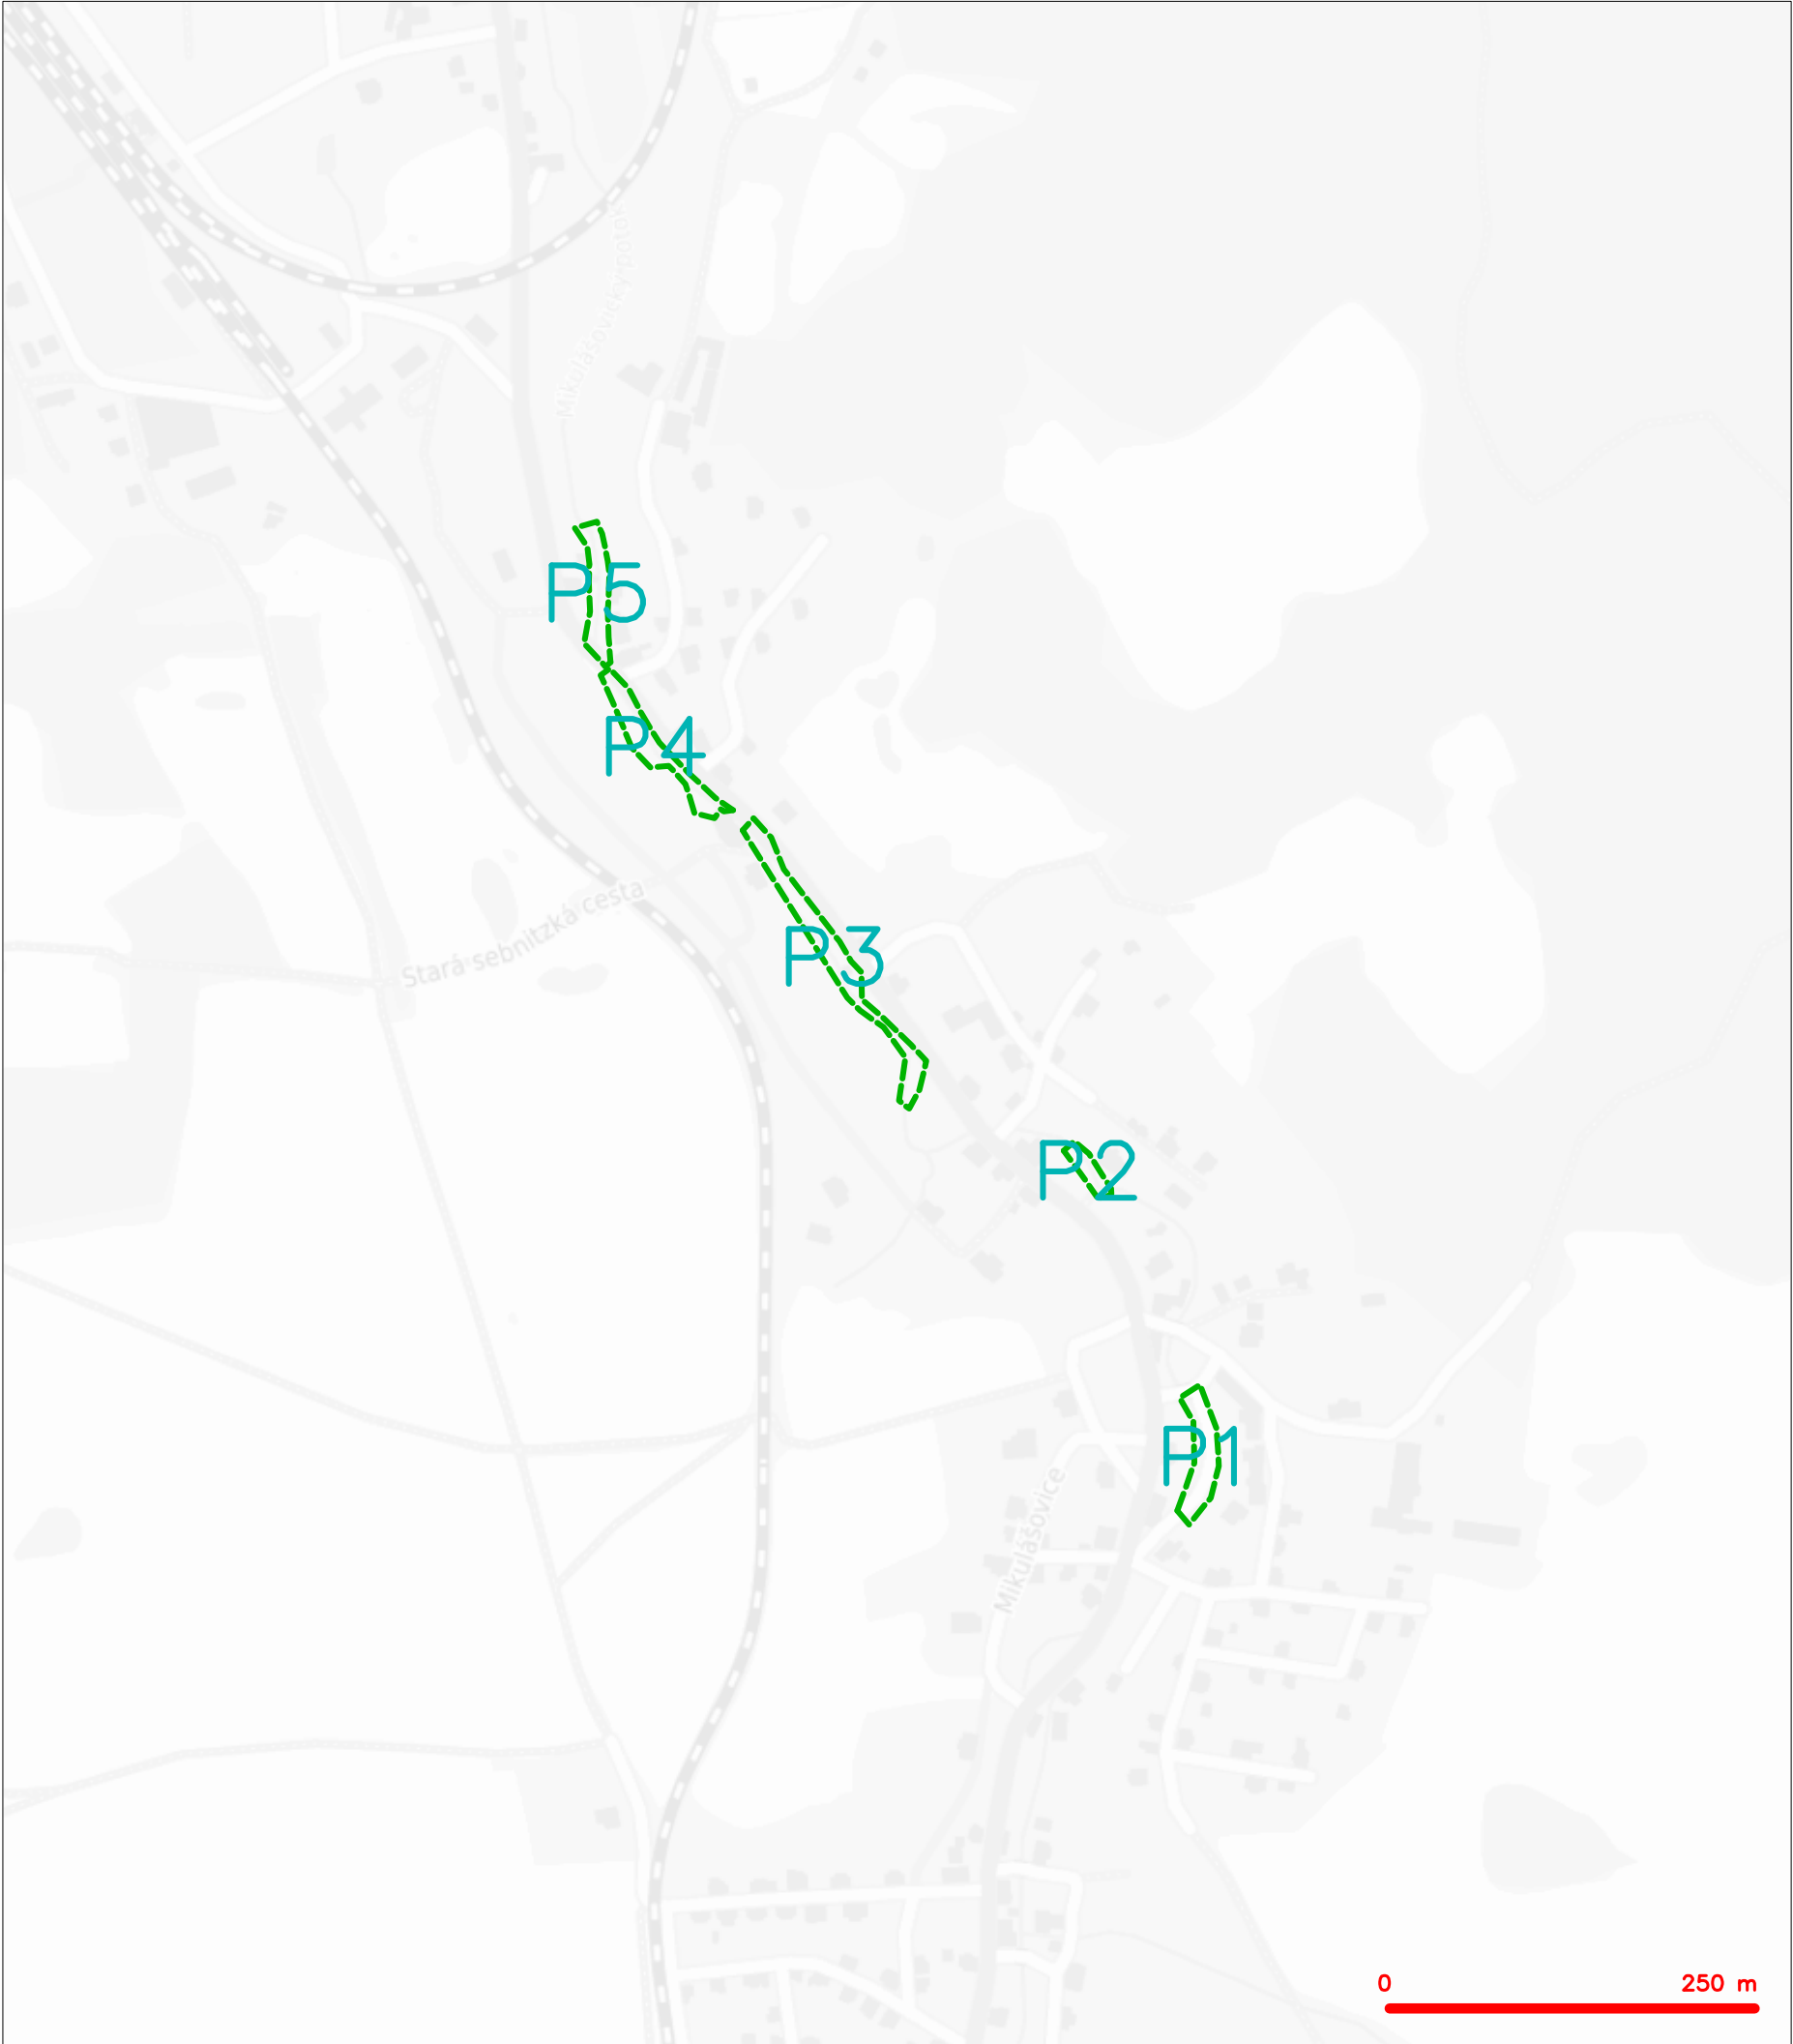 Mikulášovický potok
P5
P4
Stará sebnitzká cesta
P3
P2
P1
Mikulášovice
0 250 m